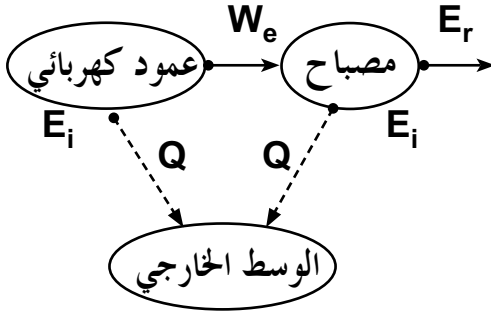 W_e E_r
عمود كهربائي مصباح
E_i E_i
Q Q
الوسط الخارجي